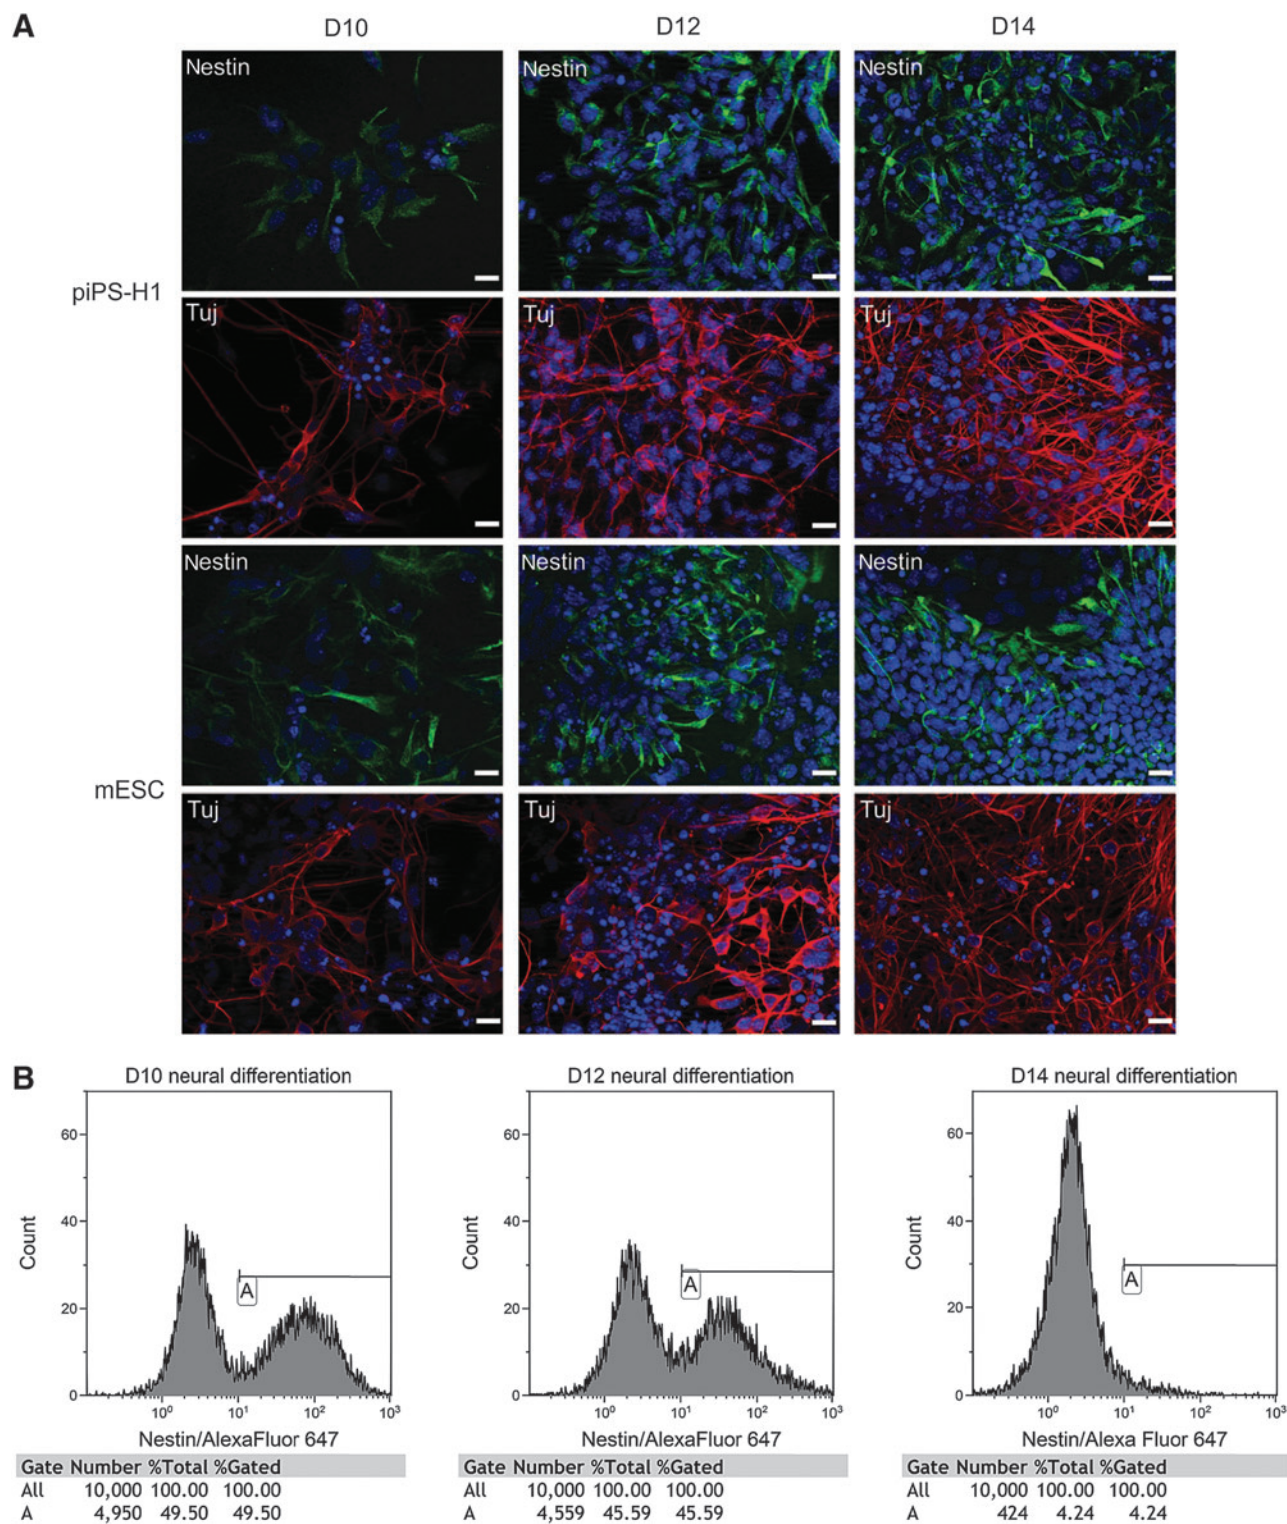 A
D10 D12 D14
Nestin Nestin Nestin
piPS-H1
Tuj Tuj Tuj
Nestin Nestin Nestin
mESC
Tuj Tuj Tuj
B
D10 neural differentiation D12 neural differentiation D14 neural differentiation
60 60 60
40 40 40
Count Count Count
A A A
20 20 20
0 0 0
10⁰ 10¹ 10² 10³ 10⁰ 10¹ 10² 10³ 10⁰ 10¹ 10² 10³
Nestin/AlexaFluor 647 Nestin/AlexaFluor 647 Nestin/Alexa Fluor 647
Gate Number %Total %Gated Gate Number %Total %Gated Gate Number %Total %Gated
All 10,000 100.00 100.00 All 10,000 100.00 100.00 All 10,000 100.00 100.00
A 4,950 49.50 49.50 A 4,559 45.59 45.59 A 424 4.24 4.24